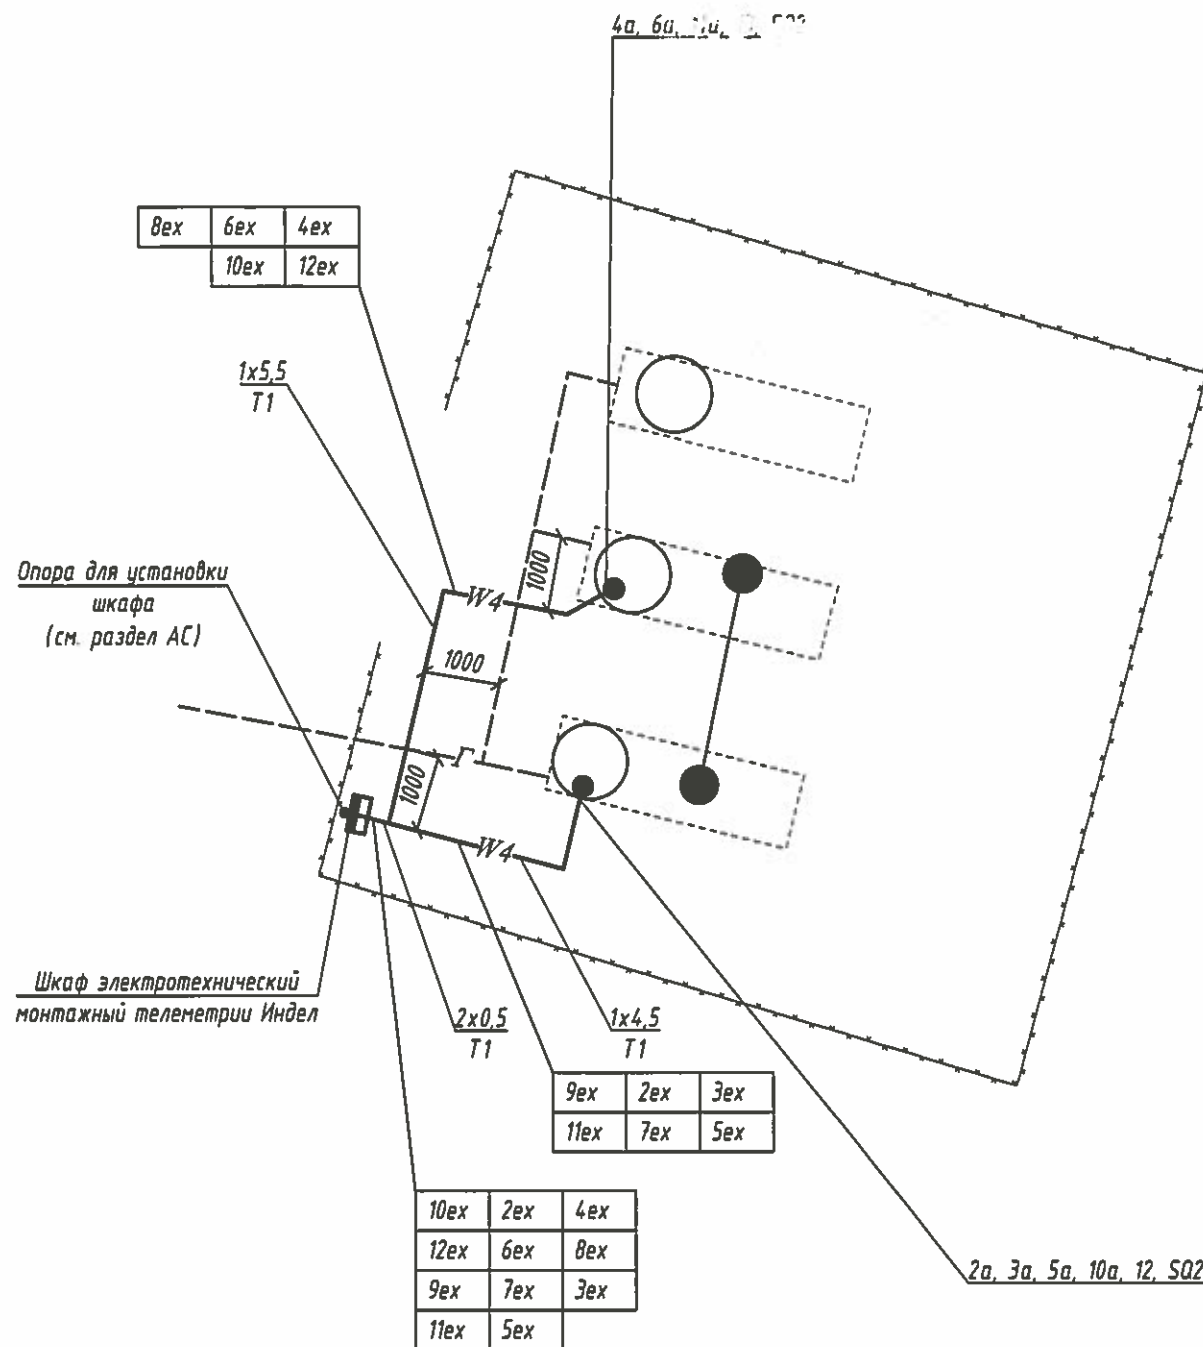 4а, 6а,
8ех 6ех 4ех
10ех 12ех
1х5,5
Т1
Опора для установки
шкафа
(см. раздел АС)
W4
1000
1000
1000
Г
W4
Шкаф электротехнический
монтажный телеметрии Индел
2х0,5
Т1
1х4,5
Т1
9ех 2ех 3ех
11ех 7ех 5ех
10ех 2ех 4ех
12ех 6ех 8ех
9ех 7ех 3ех
11ех 5ех
2а, 3а, 5а, 10а, 12, SQ2